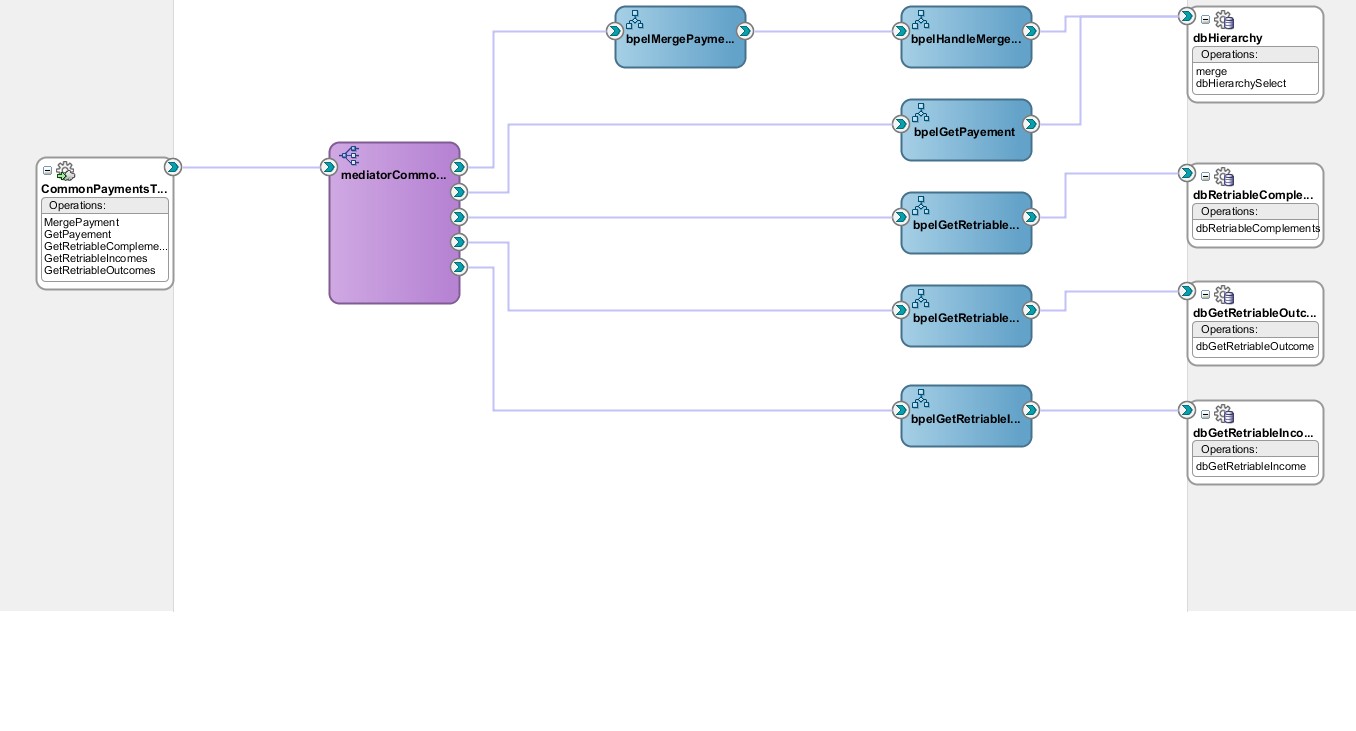 CommonPaymentsT...
Operations:
MergePayment
GetPayement
GetRetriableCompleme...
GetRetriableIncomes
GetRetriableOutcomes
mediatorCommo...
bpelMergePayme...
bpelHandleMerge...
bpelGetPayement
bpelGetRetriable...
bpelGetRetriable...
bpelGetRetriableI...
dbHierarchy
Operations:
merge
dbHierarchySelect
dbRetriableComple...
Operations:
dbRetriableComplements
dbGetRetriableOutc...
Operations:
dbGetRetriableOutcome
dbGetRetriableInco...
Operations:
dbGetRetriableIncome